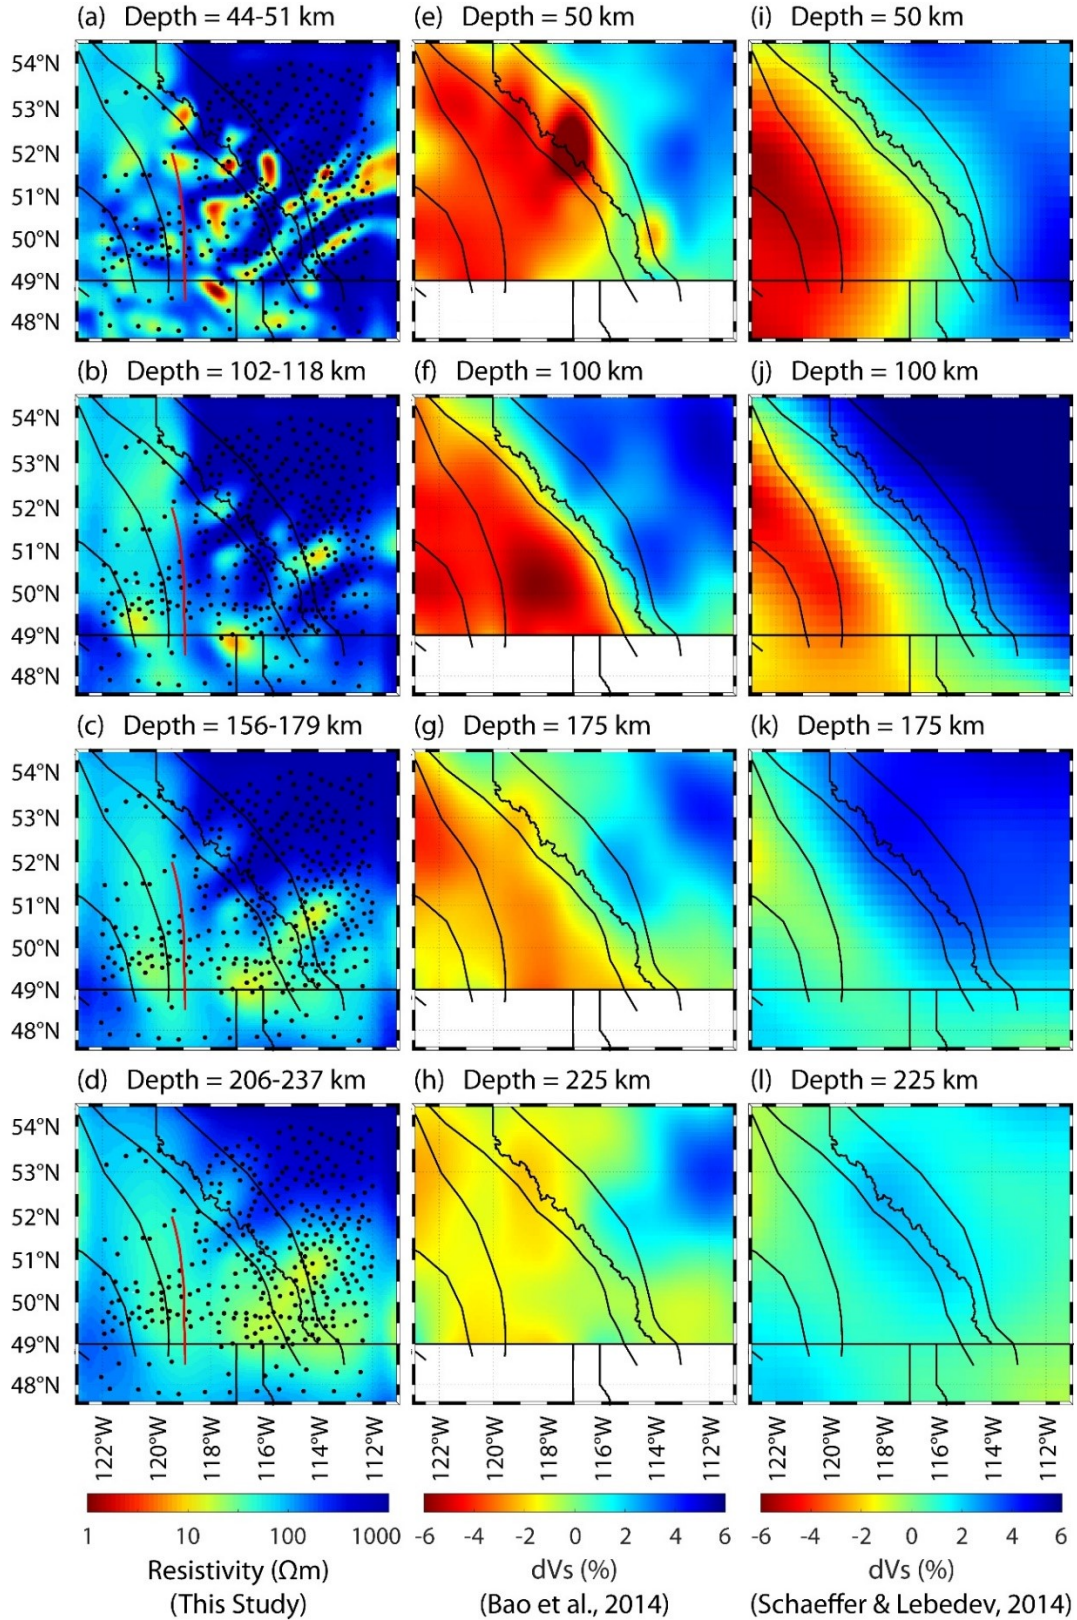 (a) Depth = 44-51 km
(e) Depth = 50 km
(i) Depth = 50 km
54°N
53°N
52°N
51°N
50°N
49°N
48°N
(b) Depth = 102-118 km
(f) Depth = 100 km
(j) Depth = 100 km
54°N
53°N
52°N
51°N
50°N
49°N
48°N
(c) Depth = 156-179 km
(g) Depth = 175 km
(k) Depth = 175 km
54°N
53°N
52°N
51°N
50°N
49°N
48°N
(d) Depth = 206-237 km
(h) Depth = 225 km
(l) Depth = 225 km
54°N
53°N
52°N
51°N
50°N
49°N
48°N
122°W 120°W 118°W 116°W 114°W 112°W
122°W 120°W 118°W 116°W 114°W 112°W
122°W 120°W 118°W 116°W 114°W 112°W
1 10 100 1000
-6 -4 -2 0 2 4 6
-6 -4 -2 0 2 4 6
Resistivity (Ωm)
(This Study)
dVs (%)
(Bao et al., 2014)
dVs (%)
(Schaeffer & Lebedev, 2014)